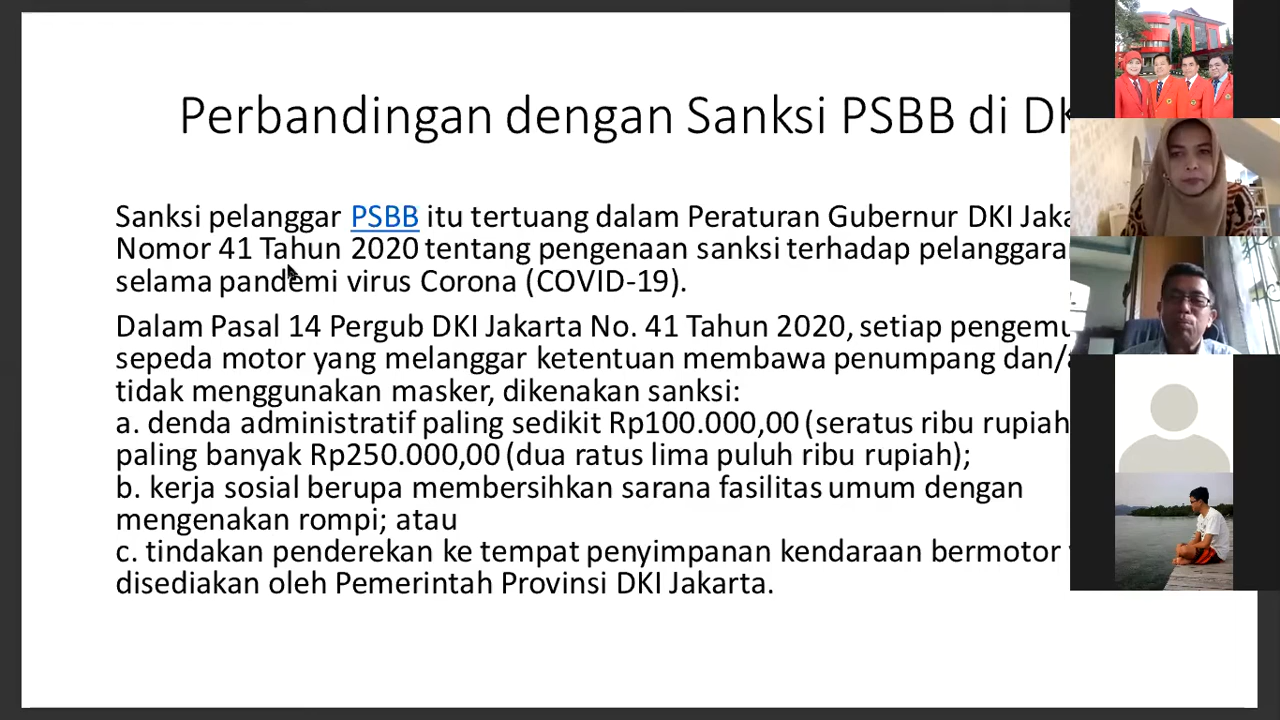 Perbandingan dengan Sanksi PSBB di
Sanksi pelanggar PSBB itu tertuang dalam Peraturan Gubernur DKI
Nomor 41 Tahun 2020 tentang pengenaan sanksi terhadap
selama pandemi virus Corona (COVID-19).
Dalam Pasal 14 Pergub DKI Jakarta No. 41 Tahun 2020, setiap
sepeda motor yang melanggar ketentuan membawa penumpang dan/
tidak menggunakan masker, dikenakan sanksi:
a. denda administratif paling sedikit Rp100.000,00 (seratus ribu rupiah
paling banyak Rp250.000,00 (dua ratus lima puluh ribu rupiah);
b. kerja sosial berupa membersihkan sarana fasilitas umum dengan
mengenakan rompi; atau
c. tindakan penderekan ke tempat penyimpanan kendaraan bermotor
disediakan oleh Pemerintah Provinsi DKI Jakarta.